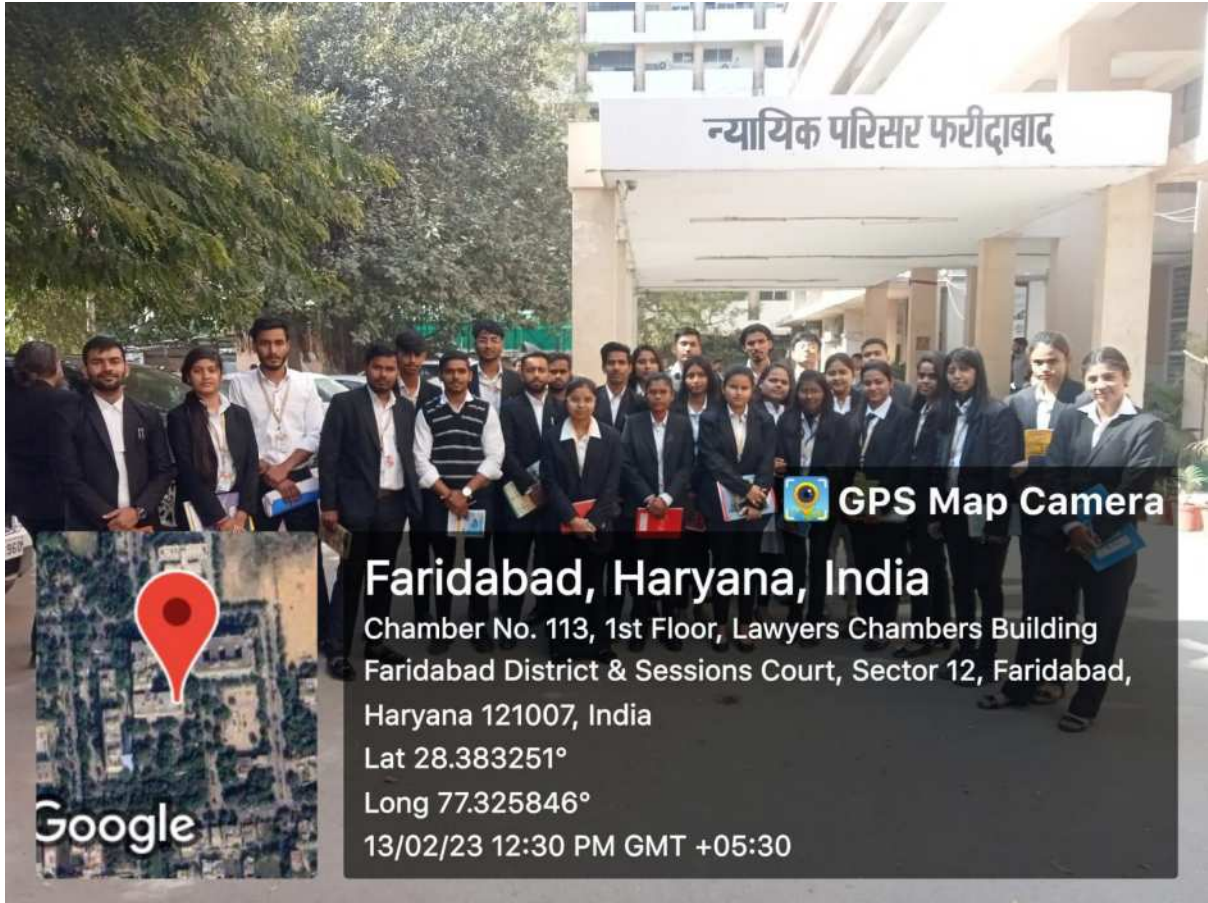 न्यायिक परिसर फरीदाबाद
GPS Map Camera
Faridabad, Haryana, India
Chamber No. 113, 1st Floor, Lawyers Chambers Building
Faridabad District & Sessions Court, Sector 12, Faridabad,
Haryana 121007, India
Lat 28.383251°
Long 77.325846°
13/02/23 12:30 PM GMT +05:30
Google